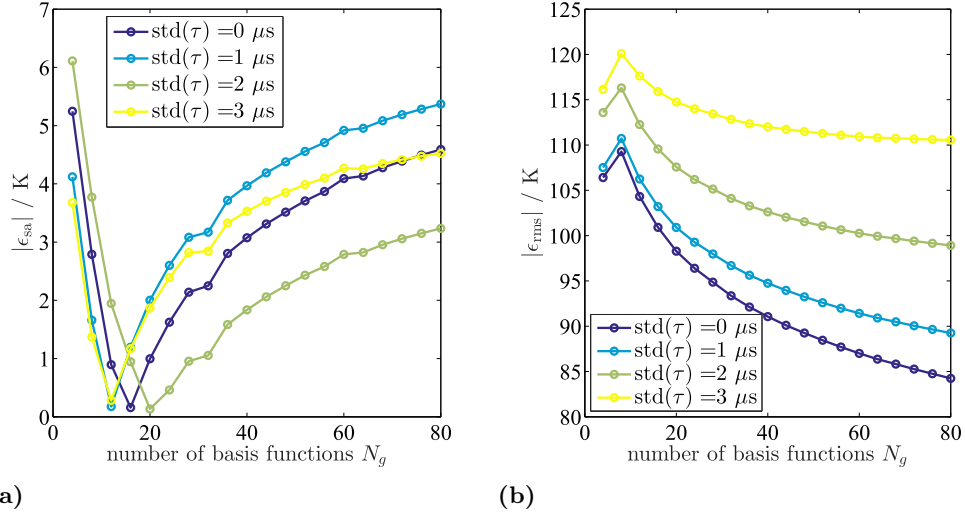 7
6
5
4
3
2
1
0
|ϵsa| / K
std(τ) =0 μs
std(τ) =1 μs
std(τ) =2 μs
std(τ) =3 μs
0 20 40 60 80
number of basis functions Ng
a)
125
120
115
110
105
100
95
90
85
80
|ϵrms| / K
std(τ) =0 μs
std(τ) =1 μs
std(τ) =2 μs
std(τ) =3 μs
0 20 40 60 80
number of basis functions Ng
(b)